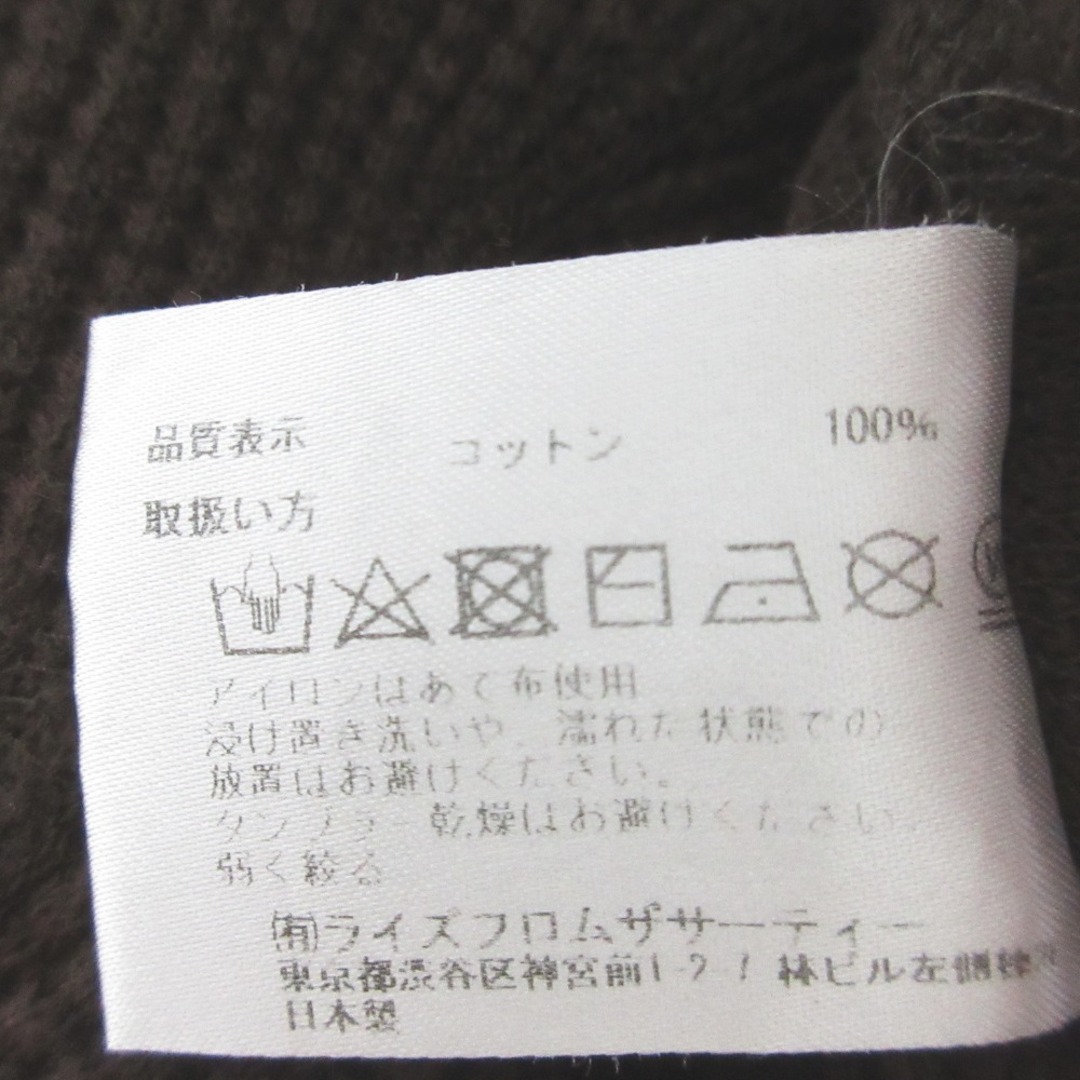 品質表示 コットン 100%
取扱い方
アイロンはあて布使用
浸け置き洗いや、濡れた状態での
放置はお避けください。
タンブラー乾燥はお避けください。
弱く絞る
(有)ライズフロムザサーティー
東京都渋谷区神宮前1-2-7 林ビル左側
日本製